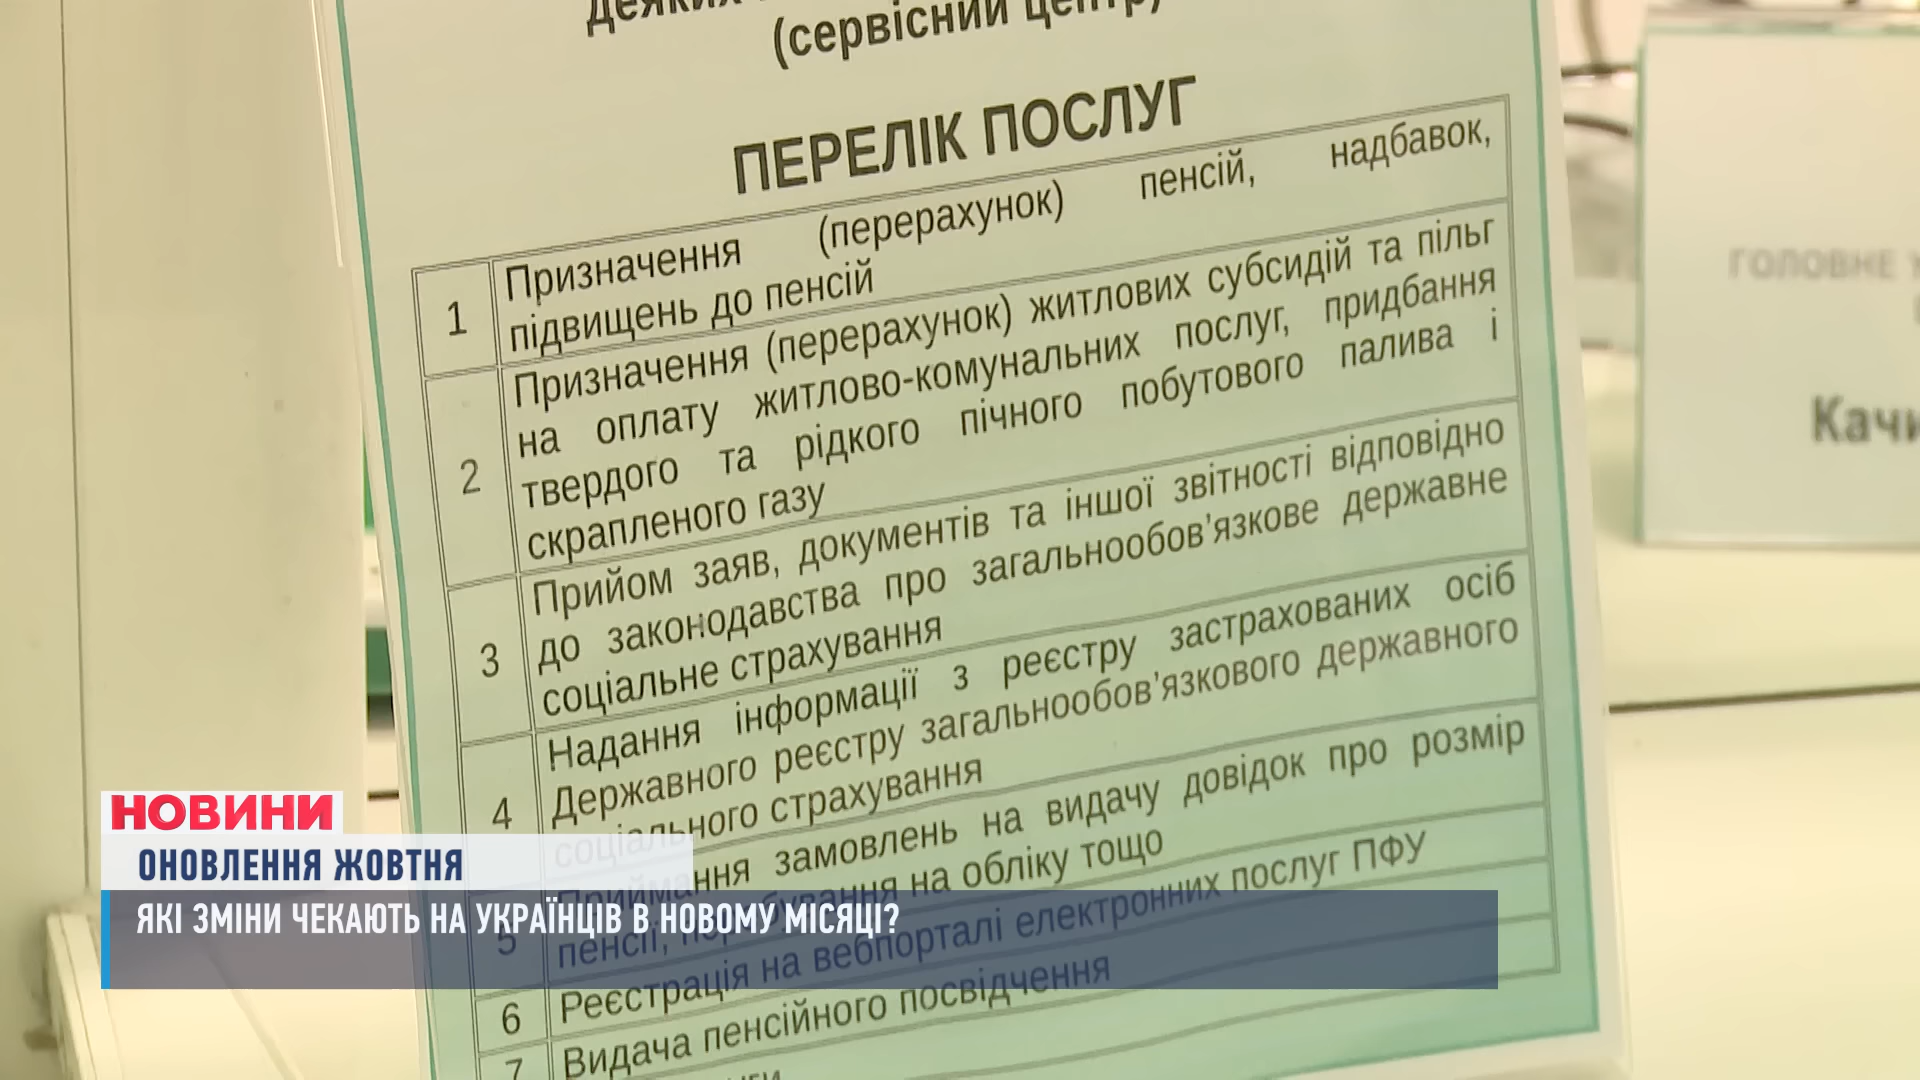 деяких
(сервісний центр)
ПЕРЕЛІК ПОСЛУГ
1 Призначення (перерахунок) пенсій, надбавок,
підвищень до пенсій
2 Призначення (перерахунок) житлових субсидій та пільг
на оплату житлово-комунальних послуг, придбання
твердого та рідкого пічного побутового палива і
скрапленого газу
3 Прийом заяв, документів та іншої звітності відповідно
до законодавства про загальнообов’язкове державне
соціальне страхування
4 Надання інформації з реєстру застрахованих осіб
Державного реєстру загальнообов’язкового державного
соціального страхування
5 Приймання замовлень на видачу довідок про розмір
пенсії, перебування на обліку тощо
6 Реєстрація на вебпорталі електронних послуг ПФУ
7 Видача пенсійного посвідчення
ГОЛОВНЕ
НОВИНИ
ОНОВЛЕННЯ ЖОВТНЯ
ЯКІ ЗМІНИ ЧЕКАЮТЬ НА УКРАЇНЦІВ В НОВОМУ МІСЯЦІ?